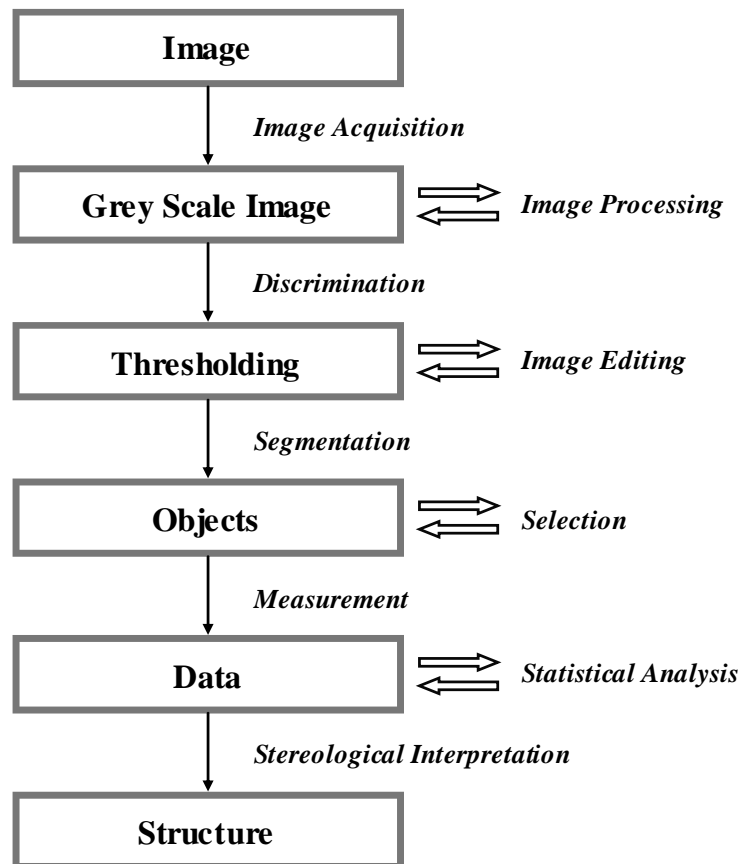 Image
Image Acquisition
Grey Scale Image
Image Processing
Discrimination
Thresholding
Image Editing
Segmentation
Objects
Selection
Measurement
Data
Statistical Analysis
Stereological Interpretation
Structure